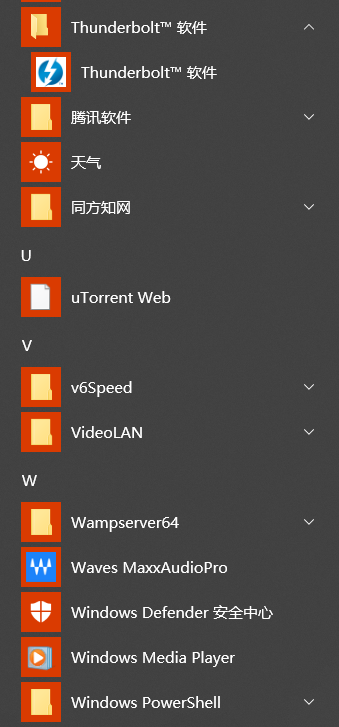 Thunderbolt™ 软件
Thunderbolt™ 软件
腾讯软件
天气
同方知网
U
uTorrent Web
V
v6Speed
VideoLAN
W
Wampserver64
Waves MaxxAudioPro
Windows Defender 安全中心
Windows Media Player
Windows PowerShell